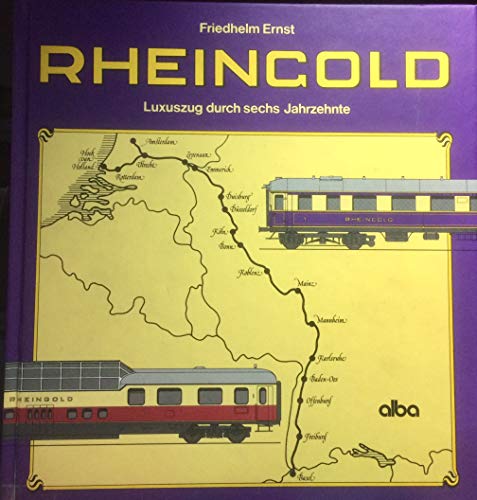 Friedhelm Ernst
RHEINGOLD
Luxuszug durch sechs Jahrzehnte
Amsterdam
Hoek
van
Holland
Utrecht
Zevenaar
Emmerich
Rotterdam
Duisburg
Düsseldorf
Köln
Bonn
RHEINGOLD
Koblenz
Mainz
Mannheim
Karlsruhe
RHEINGOLD
Baden-Oos
Offenburg
alba
Freiburg
Basel